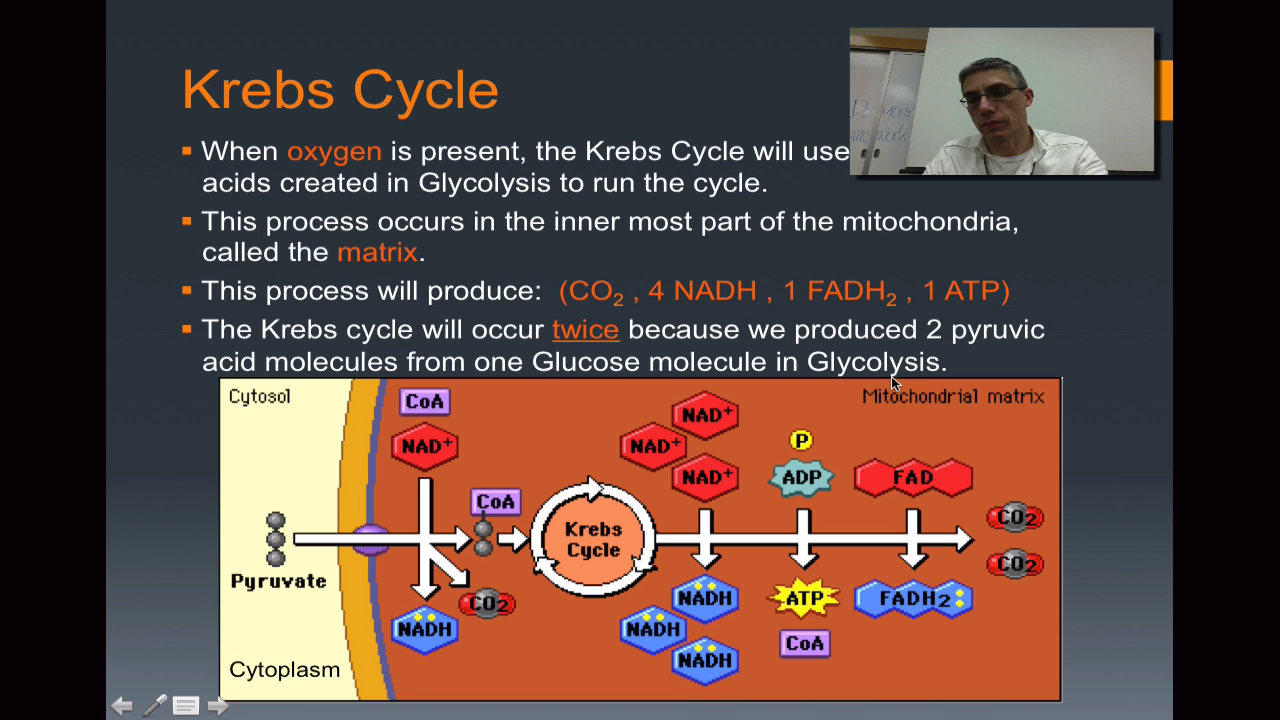 Krebs Cycle
When oxygen is present, the Krebs Cycle will use
acids created in Glycolysis to run the cycle.
This process occurs in the inner most part of the mitochondria,
called the matrix.
This process will produce: (CO₂ , 4 NADH , 1 FADH₂ , 1 ATP)
The Krebs cycle will occur twice because we produced 2 pyruvic
acid molecules from one Glucose molecule in Glycolysis.
Cytosol
CoA
Mitochondrial matrix
NAD⁺
NAD⁺
NAD⁺
NAD⁺
P
ADP
FAD
CoA
Krebs
Cycle
CO₂
CO₂
Pyruvate
CO₂
NADH
NADH
NADH
NADH
ATP
FADH₂
CoA
Cytoplasm